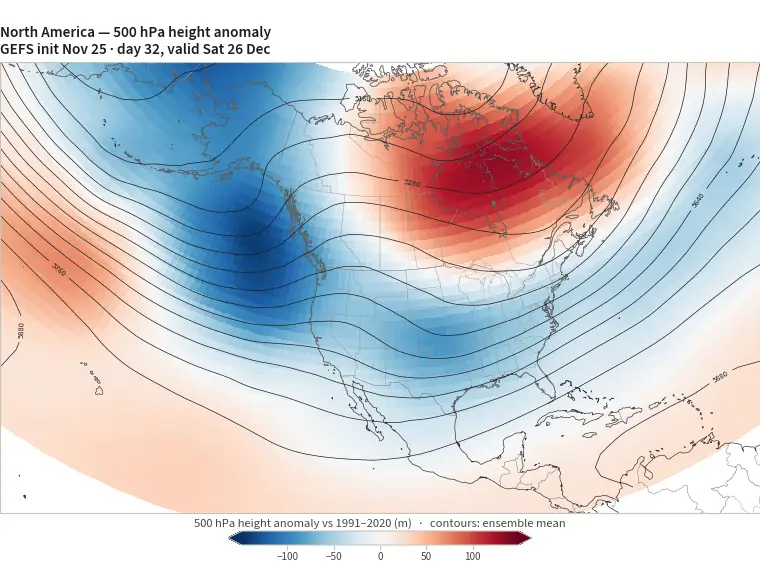 North America — 500 hPa height anomaly
GEFS init Nov 25 · day 32, valid Sat 26 Dec
5280
5640
5760
5880
5880
500 hPa height anomaly vs 1991–2020 (m) · contours: ensemble mean
−100 −50 0 50 100